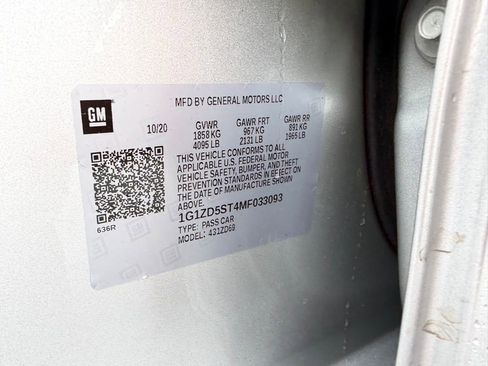 GM
MFD BY GENERAL MOTORS LLC
10/20 GVWR GAWR FRT GAWR RR
1858 KG 967 KG 891 KG
4095 LB 2131 LB 1965 LB
THIS VEHICLE CONFORMS TO ALL
APPLICABLE U.S. FEDERAL MOTOR
VEHICLE SAFETY, BUMPER, AND THEFT
PREVENTION STANDARDS IN EFFECT ON
THE DATE OF MANUFACTURE SHOWN
ABOVE.
1G1ZD5ST4MF033093
TYPE: PASS CAR
MODEL: 4S1ZD69
636R